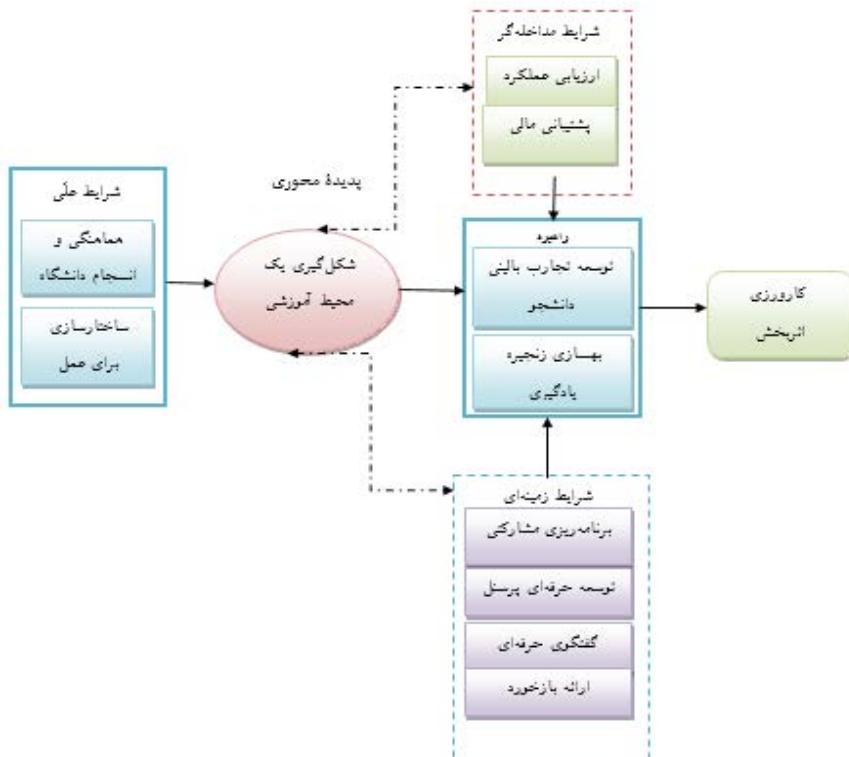 شرایط مداخله‌گر
ارزیابی عملکرد
پشتیبانی مالی
پدیدۀ محوری
شرایط علّی
هماهنگی و
انسجام دانشگاه
ساختارسازی
برای عمل
شکل‌گیری یک
محیط آموزشی
راهبرد
توسعه تجارب بالینی
دانشجو
بهسازی زنجیره
یادگیری
کارورزی
اثربخش
شرایط زمینه‌ای
برنامه‌ریزی مشارکتی
توسعه حرفه‌ای پرسنل
گفتگوی حرفه‌ای
ارائه بازخورد